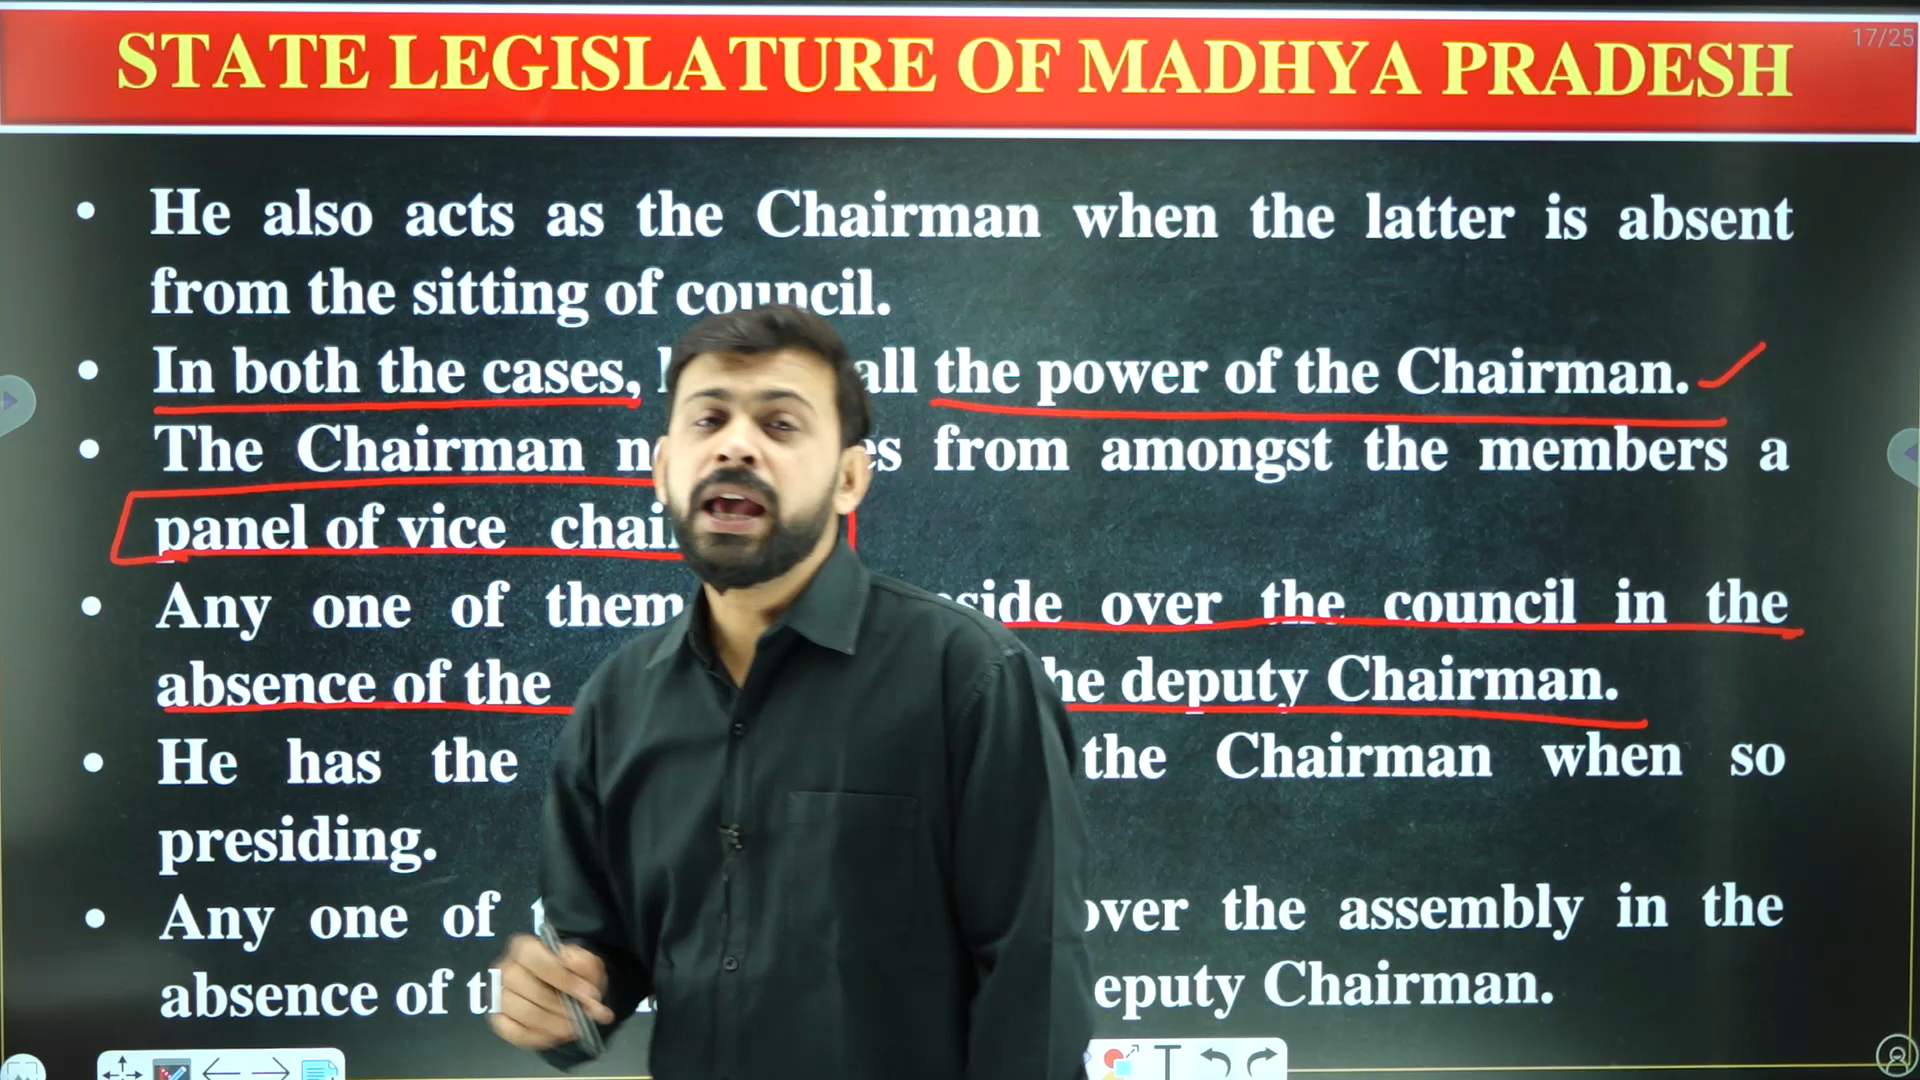 17/25
STATE LEGISLATURE OF MADHYA PRADESH
• He also acts as the Chairman when the latter is absent
from the sitting of council.
• In both the cases, all the power of the Chairman.
• The Chairman from amongst the members a
panel of vice
• Any one of them over the council in the
absence of the deputy Chairman.
• He has the the Chairman when so
presiding.
• Any one of over the assembly in the
absence of Chairman.
T